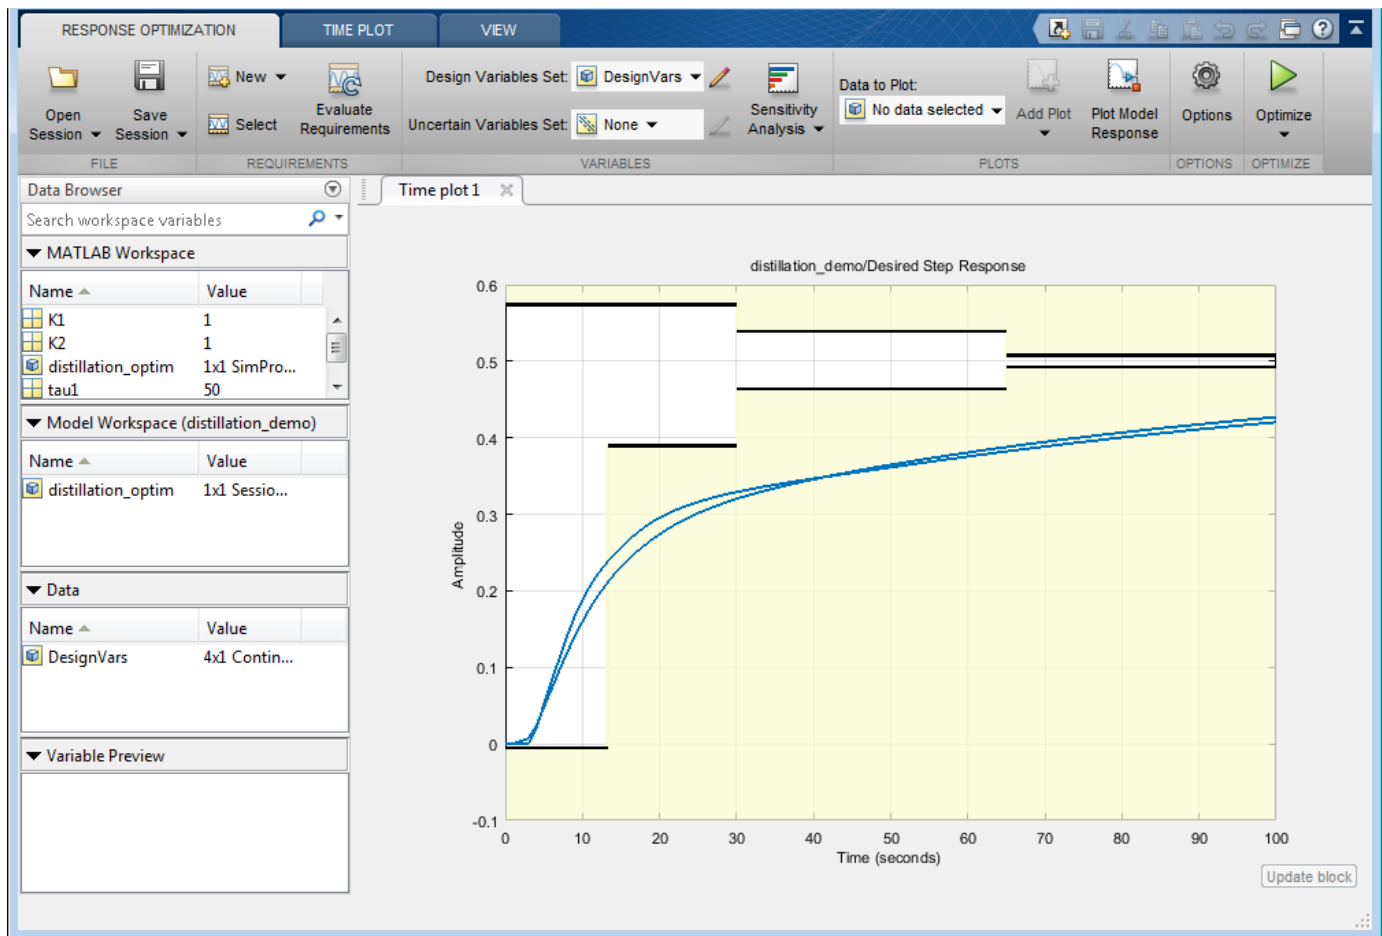 RESPONSE OPTIMIZATION TIME PLOT VIEW
New
Design Variables Set: DesignVars
Data to Plot:
No data selected
Open Session
Save Session
Select
Evaluate Requirements
Uncertain Variables Set: None
Sensitivity Analysis
Add Plot
Plot Model Response
Options
Optimize
FILE REQUIREMENTS VARIABLES PLOTS OPTIONS OPTIMIZE
Data Browser
Search workspace variables
MATLAB Workspace
Name Value
K1 1
K2 1
distillation_optim 1x1 SimPro...
tau1 50
Model Workspace (distillation_demo)
Name Value
distillation_optim 1x1 Sessio...
Data
Name Value
DesignVars 4x1 Contin...
Variable Preview
Time plot 1
distillation_demo/Desired Step Response
0.6
0.5
0.4
0.3
0.2
0.1
0
-0.1
Amplitude
0 10 20 30 40 50 60 70 80 90 100
Time (seconds)
Update block